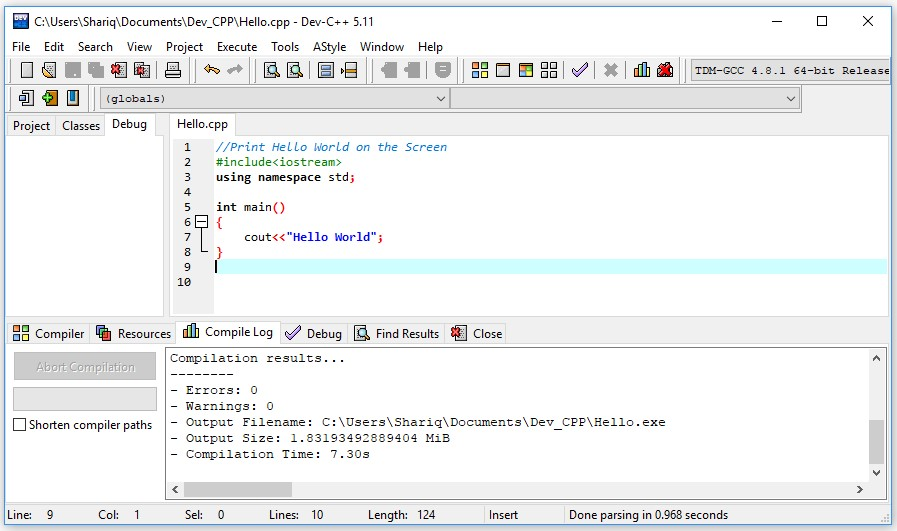 C:\Users\Shariq\Documents\Dev_CPP\Hello.cpp - Dev-C++ 5.11
File Edit Search View Project Execute Tools AStyle Window Help
TDM-GCC 4.8.1 64-bit Release
(globals)
Project Classes Debug Hello.cpp
1 //Print Hello World on the Screen
2 #include<iostream>
3 using namespace std;
4
5 int main()
6 {
7 cout<<"Hello World";
8 }
9
10
Compiler Resources Compile Log Debug Find Results Close
Abort Compilation
Shorten compiler paths
Compilation results...
--------
- Errors: 0
- Warnings: 0
- Output Filename: C:\Users\Shariq\Documents\Dev_CPP\Hello.exe
- Output Size: 1.83193492889404 MiB
- Compilation Time: 7.30s
Line: 9 Col: 1 Sel: 0 Lines: 10 Length: 124 Insert Done parsing in 0.968 seconds